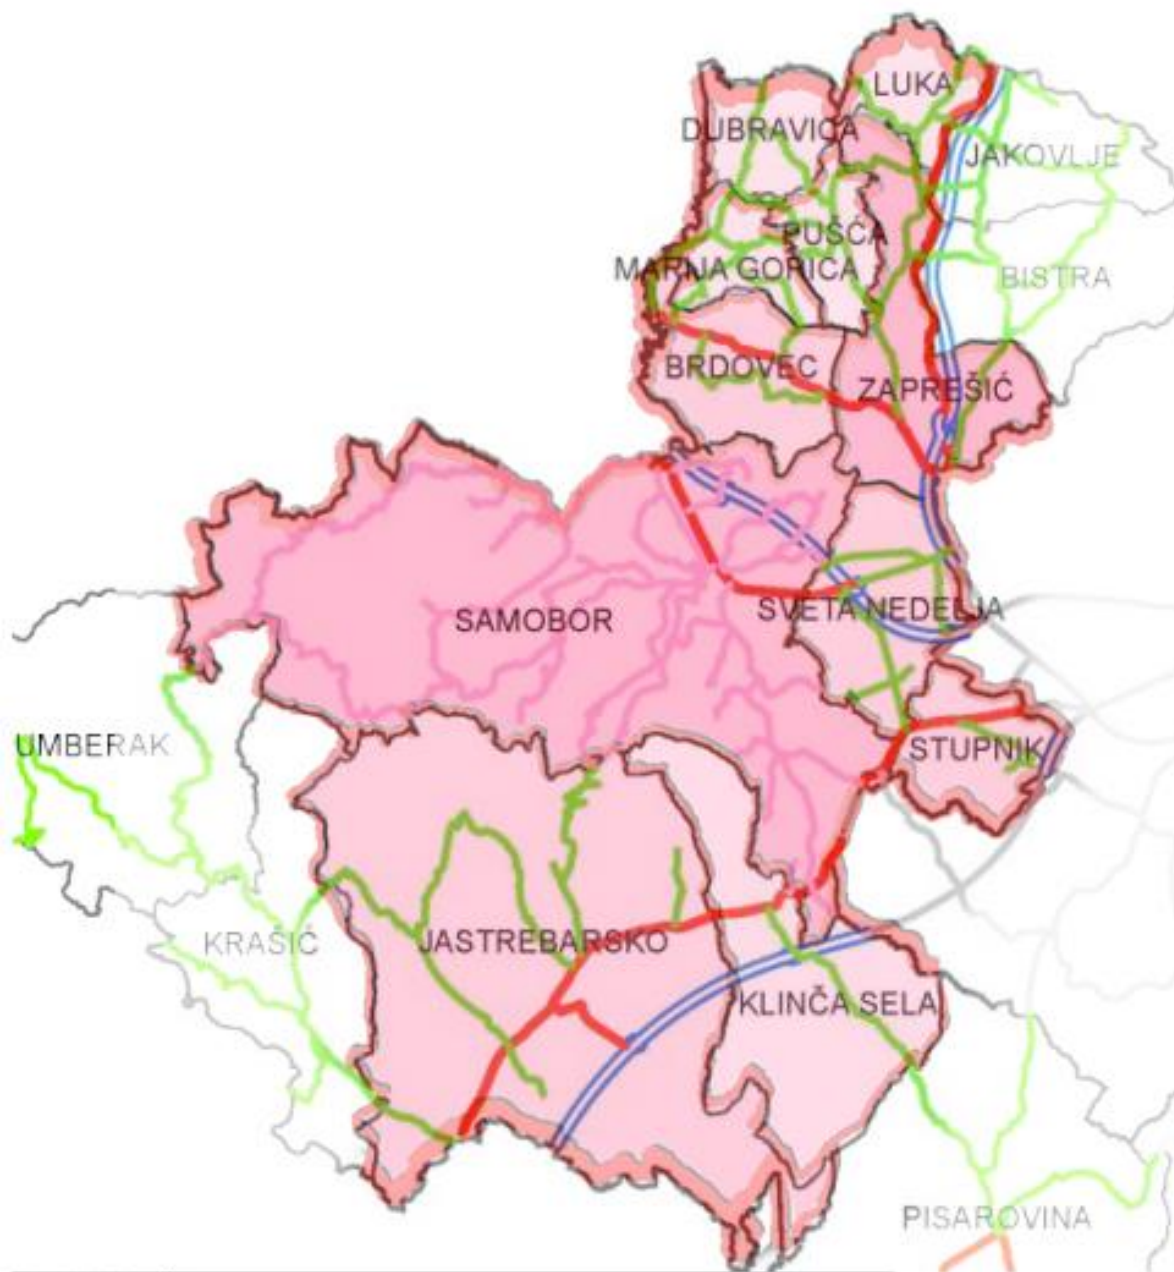 LUKA
DUBRAVICA
JAKOVLJE
PUŠĆA
MARIJA GORICA
BISTRA
BRDOVEC
ZAPREŠIĆ
SVETA NEDELJA
SAMOBOR
UMBERAK
STUPNIK
KRAŠIĆ
JASTREBARSKO
KLINČA SELA
PISAROVINA